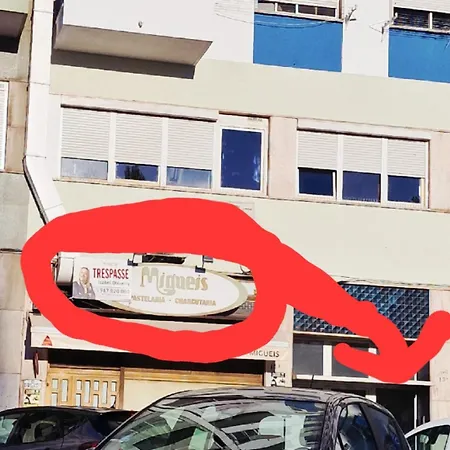 TRESPASSE
Migueis
PASTELARIA - CHARCUTARIA
MIGUEIS